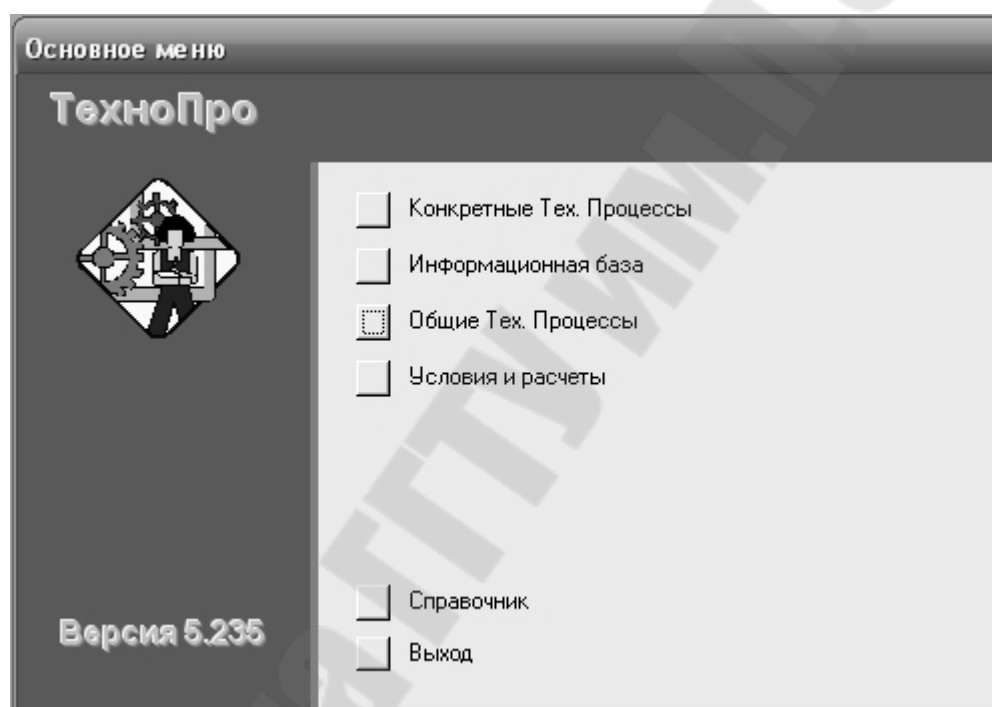 Основное меню
ТехноПро
Конкретные Тех. Процессы
Информационная база
Общие Тех. Процессы
Условия и расчеты
Справочник
Версия 5.235
Выход